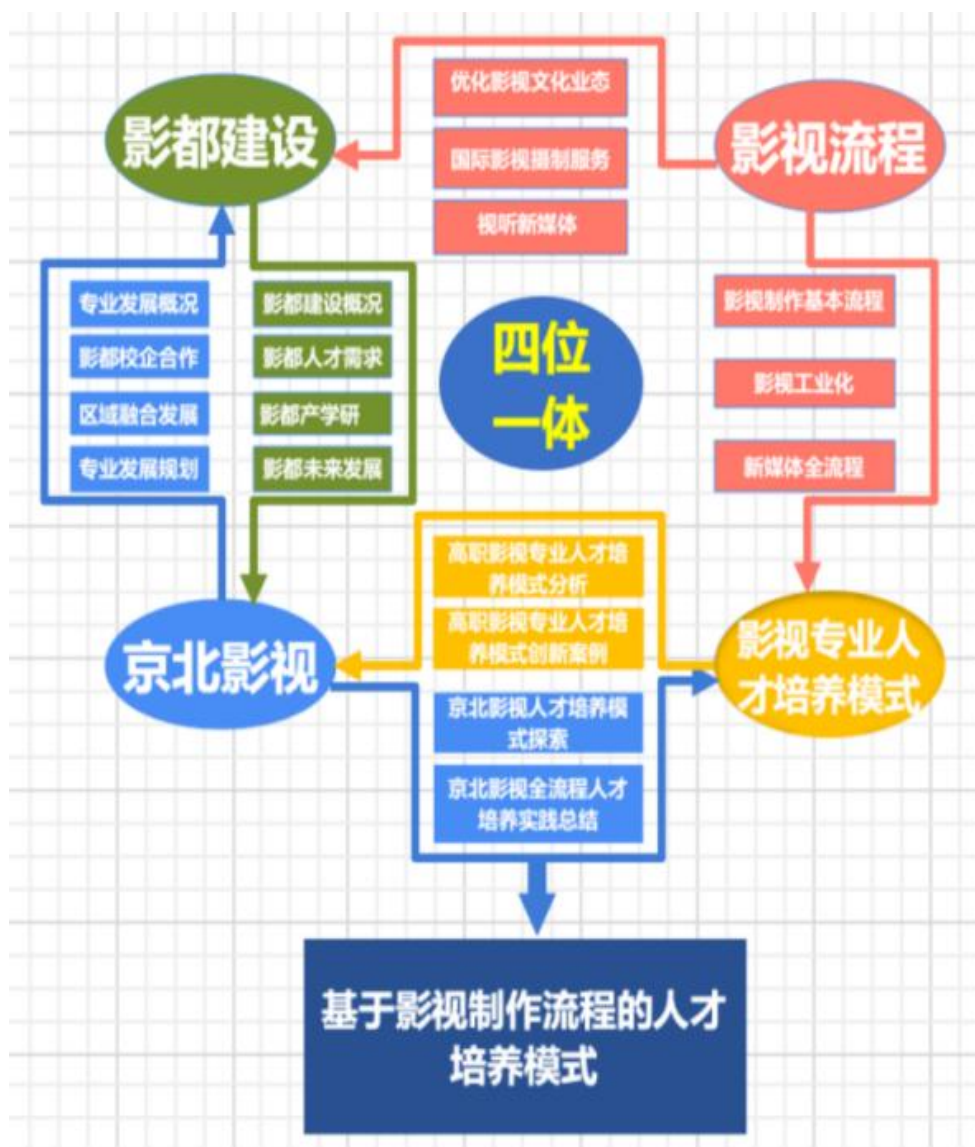 优化影视文化业态
影都建设
影视流程
国际影视摄制服务
视听新媒体
专业发展概况
影都建设概况
影视制作基本流程
影都校企合作
影都人才需求
四位
一体
影视工业化
区域融合发展
影都产学研
专业发展规划
影都未来发展
新媒体全流程
高职影视专业人才培
养模式分析
高职影视专业人才培
养模式创新案例
京北影视
影视专业人
才培养模式
京北影视人才培养模
式探索
京北影视全流程人才
培养实践总结
基于影视制作流程的人才
培养模式